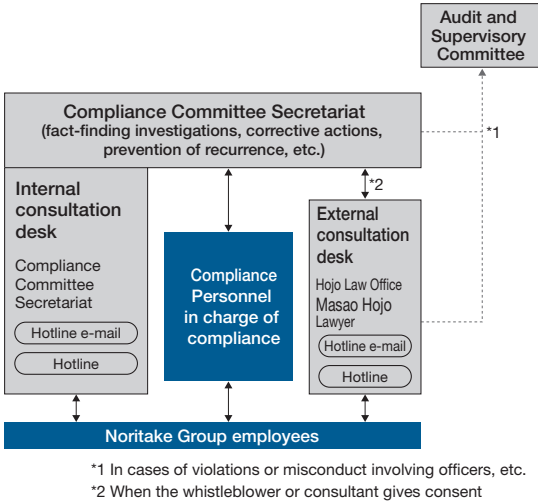 Audit and
Supervisory
Committee
Compliance Committee Secretariat
(fact-finding investigations, corrective actions,
prevention of recurrence, etc.)
*1
*2
Internal
consultation
desk
Compliance
Committee
Secretariat
Hotline e-mail
Hotline
Compliance
Personnel
in charge of
compliance
External
consultation
desk
Hojo Law Office
Masao Hojo
Lawyer
Hotline e-mail
Hotline
Noritake Group employees
*1 In cases of violations or misconduct involving officers, etc.
*2 When the whistleblower or consultant gives consent